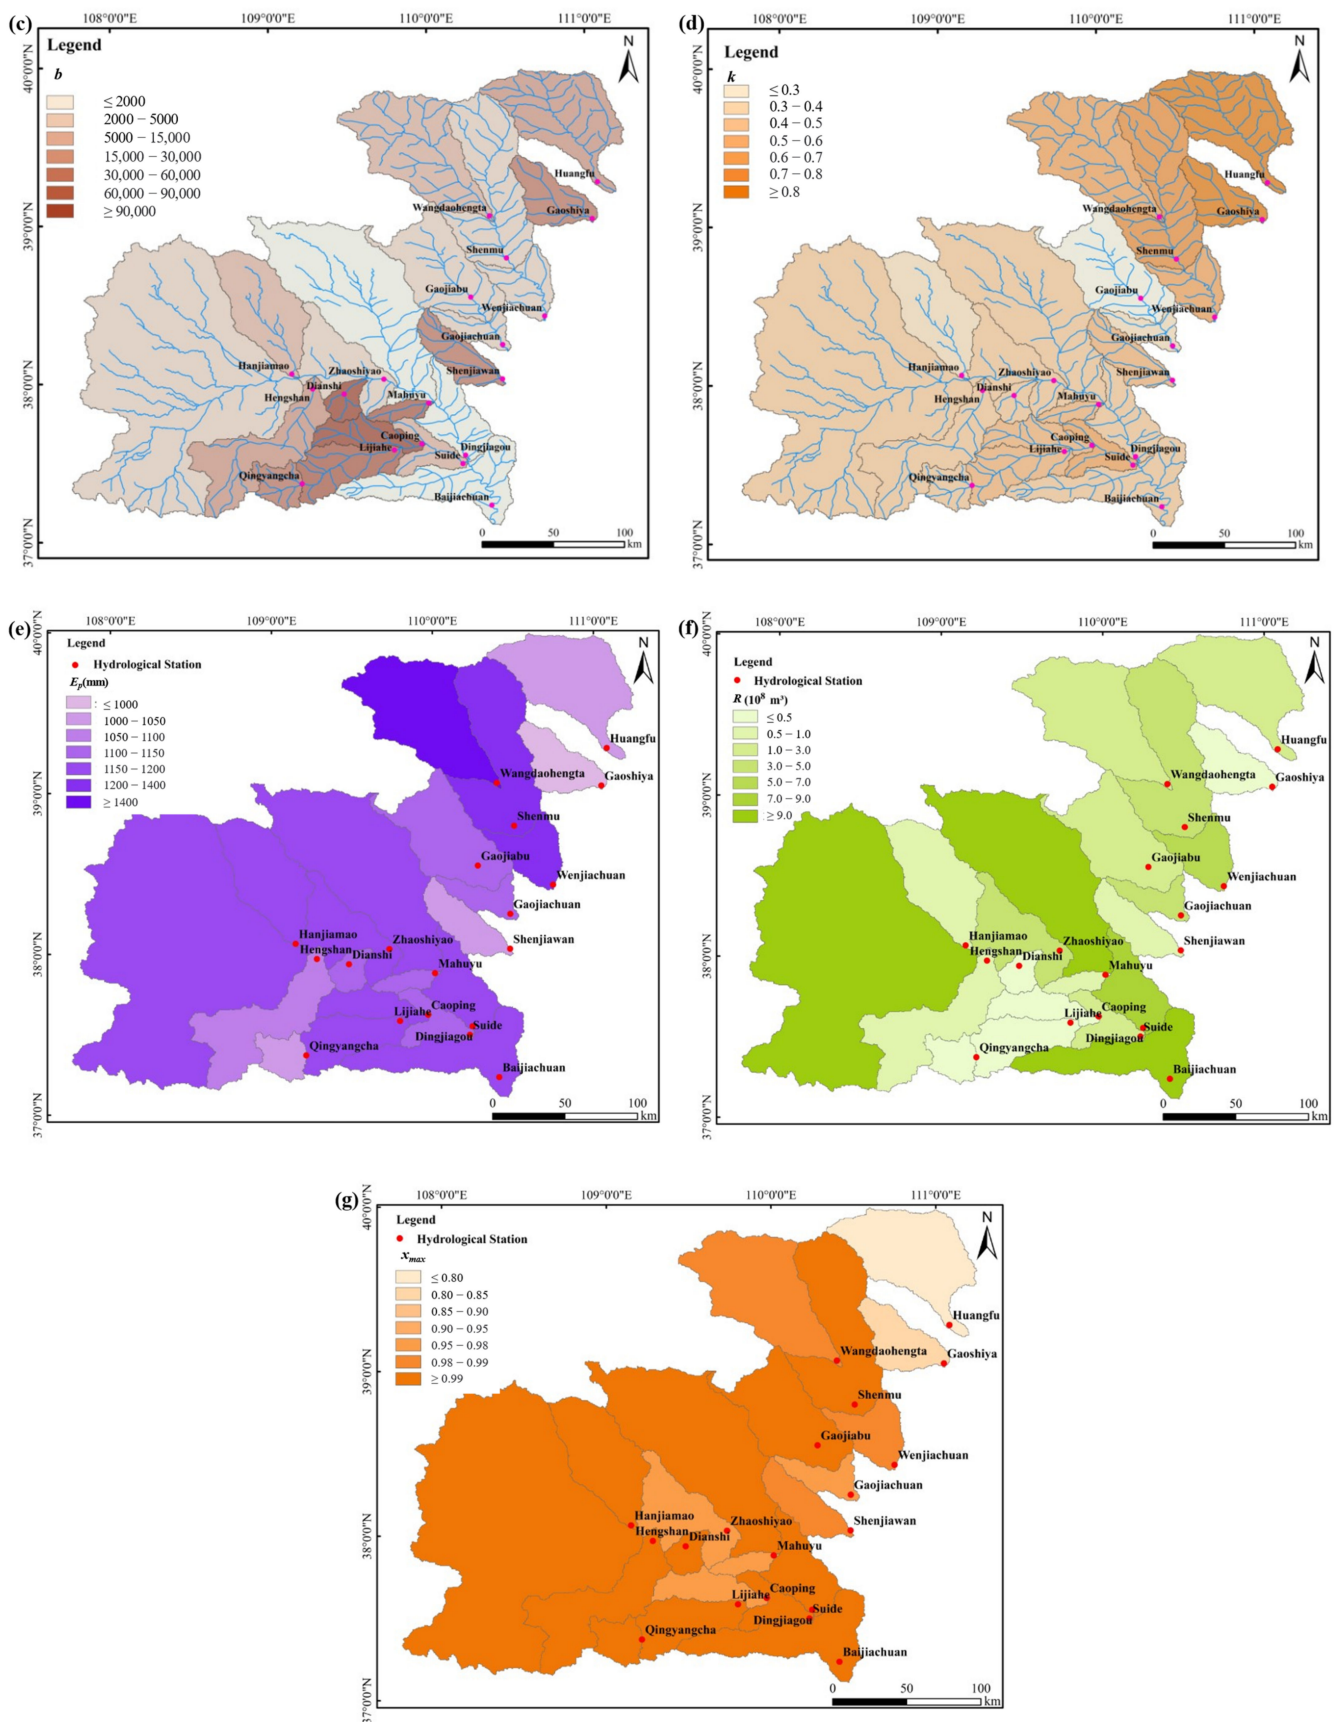 (c)
108°0'0"E 109°0'0"E 110°0'0"E 111°0'0"E
Legend
b
≤ 2000
2000 – 5000
5000 – 15,000
15,000 – 30,000
30,000 – 60,000
60,000 – 90,000
≥ 90,000
N
40°0'0"N
39°0'0"N
38°0'0"N
37°0'0"N
Huangfu
Wangdaohengta
Gaoshiya
Shenmu
Gaojiabu
Wenjiachuan
Gaojiachuan
Hanjiamao
Zhaoshiyao
Shenjiawan
Dianshi
Hengshan
Mahuyu
Caoping
Lijiahe
Dingjiagou
Suide
Qingyangcha
Baijiachuan
0 50 100
km
(d)
108°0'0"E 109°0'0"E 110°0'0"E 111°0'0"E
Legend
k
≤ 0.3
0.3 – 0.4
0.4 – 0.5
0.5 – 0.6
0.6 – 0.7
0.7 – 0.8
≥ 0.8
N
40°0'0"N
39°0'0"N
38°0'0"N
37°0'0"N
Huangfu
Wangdaohengta
Gaoshiya
Shenmu
Gaojiabu
Wenjiachuan
Gaojiachuan
Hanjiamao
Zhaoshiyao
Shenjiawan
Dianshi
Hengshan
Mahuyu
Caoping
Lijiahe
Dingjiagou
Suide
Qingyangcha
Baijiachuan
0 50 100
km
(e)
108°0'0"E 109°0'0"E 110°0'0"E 111°0'0"E
Legend
Hydrological Station
Ep(mm)
≤ 1000
1000 – 1050
1050 – 1100
1100 – 1150
1150 – 1200
1200 – 1400
≥ 1400
N
40°0'0"N
39°0'0"N
38°0'0"N
37°0'0"N
Huangfu
Wangdaohengta
Gaoshiya
Shenmu
Gaojiabu
Wenjiachuan
Gaojiachuan
Hanjiamao
Zhaoshiyao
Shenjiawan
Hengshan
Dianshi
Mahuyu
Caoping
Lijiahe
Suide
Dingjiagou
Qingyangcha
Baijiachuan
0 50 100
km
(f)
108°0'0"E 109°0'0"E 110°0'0"E 111°0'0"E
Legend
Hydrological Station
R (10⁸ m³)
≤ 0.5
0.5 – 1.0
1.0 – 3.0
3.0 – 5.0
5.0 – 7.0
7.0 – 9.0
≥ 9.0
N
40°0'0"N
39°0'0"N
38°0'0"N
37°0'0"N
Huangfu
Wangdaohengta
Gaoshiya
Shenmu
Gaojiabu
Wenjiachuan
Gaojiachuan
Hanjiamao
Zhaoshiyao
Shenjiawan
Hengshan
Dianshi
Mahuyu
Caoping
Lijiahe
Suide
Dingjiagou
Qingyangcha
Baijiachuan
0 50 100
km
(g)
108°0'0"E 109°0'0"E 110°0'0"E 111°0'0"E
Legend
Hydrological Station
xmax
≤ 0.80
0.80 – 0.85
0.85 – 0.90
0.90 – 0.95
0.95 – 0.98
0.98 – 0.99
≥ 0.99
N
40°0'0"N
39°0'0"N
38°0'0"N
37°0'0"N
Huangfu
Wangdaohengta
Gaoshiya
Shenmu
Gaojiabu
Wenjiachuan
Gaojiachuan
Hanjiamao
Zhaoshiyao
Shenjiawan
Hengshan
Dianshi
Mahuyu
Caoping
Lijiahe
Suide
Dingjiagou
Qingyangcha
Baijiachuan
0 50 100
km